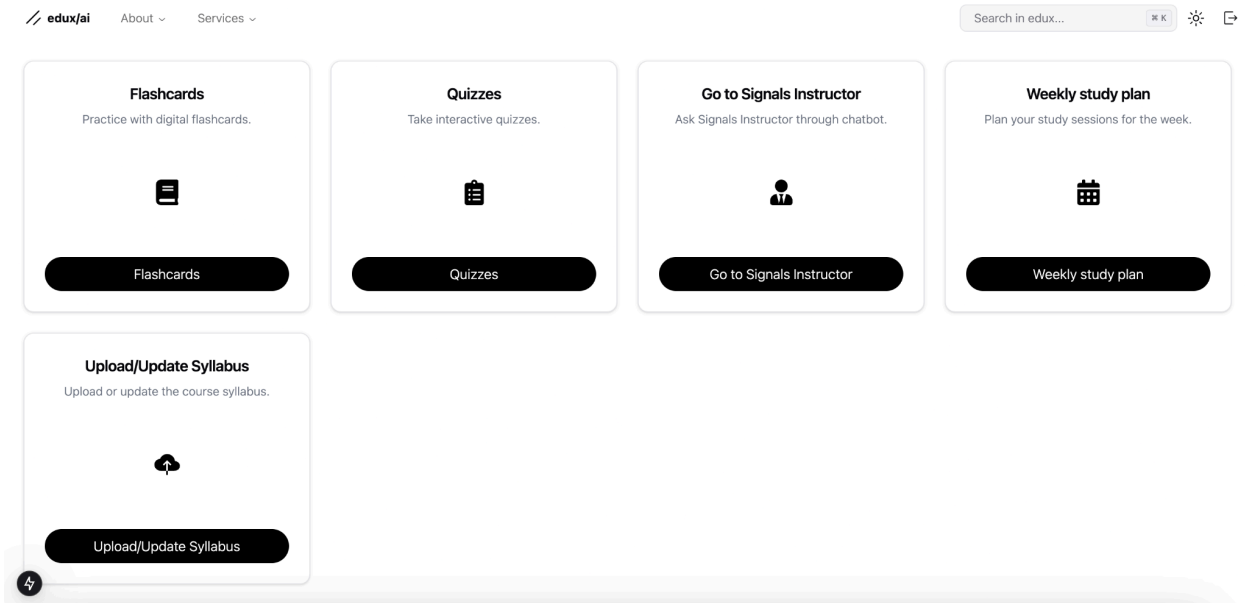 edux/ai
About
Services
Search in edux...
⌘ K
Flashcards
Practice with digital flashcards.
Flashcards
Quizzes
Take interactive quizzes.
Quizzes
Go to Signals Instructor
Ask Signals Instructor through chatbot.
Go to Signals Instructor
Weekly study plan
Plan your study sessions for the week.
Weekly study plan
Upload/Update Syllabus
Upload or update the course syllabus.
Upload/Update Syllabus